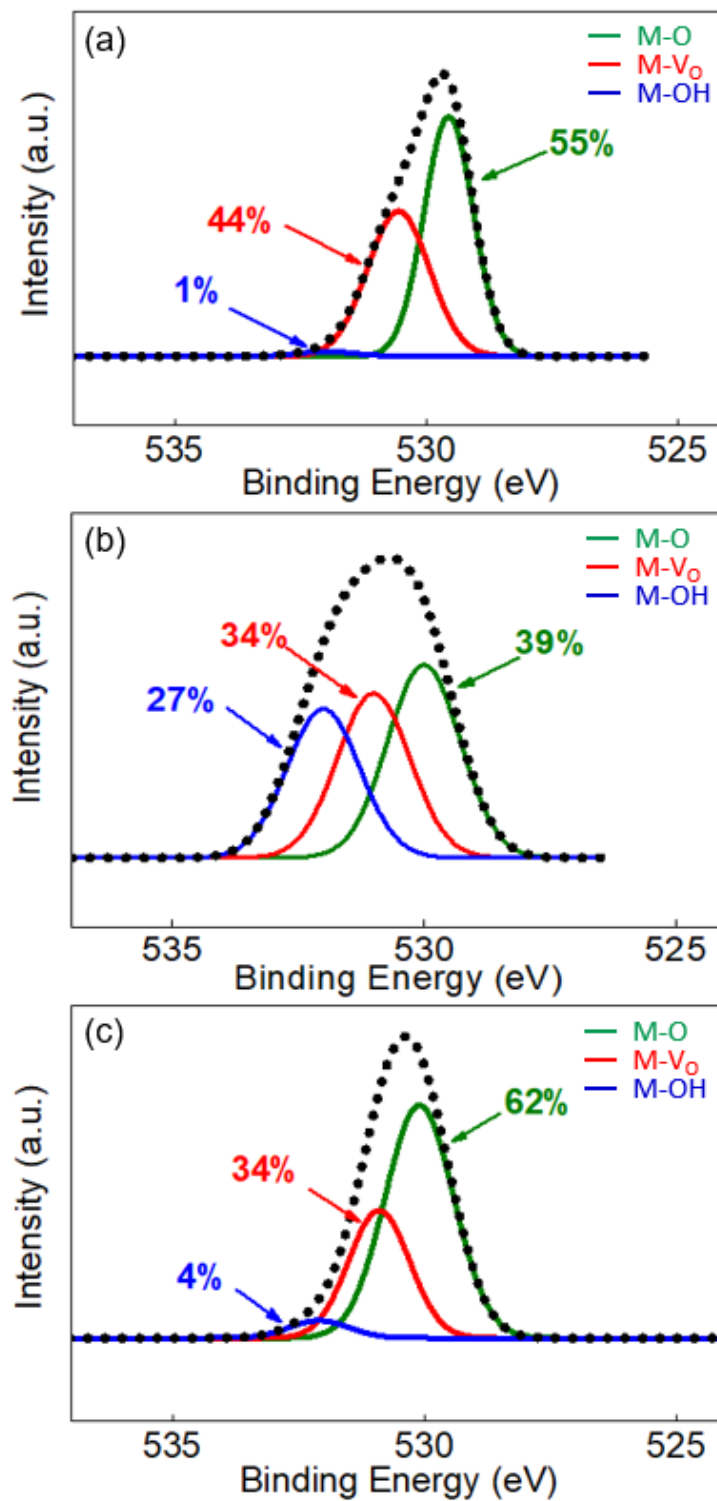 (a)
M-O
M-VO
M-OH
55%
44%
1%
Intensity (a.u.)
535 530 525
Binding Energy (eV)
(b)
M-O
M-VO
M-OH
34%
39%
27%
Intensity (a.u.)
535 530 525
Binding Energy (eV)
(c)
M-O
M-VO
M-OH
62%
34%
4%
Intensity (a.u.)
535 530 525
Binding Energy (eV)